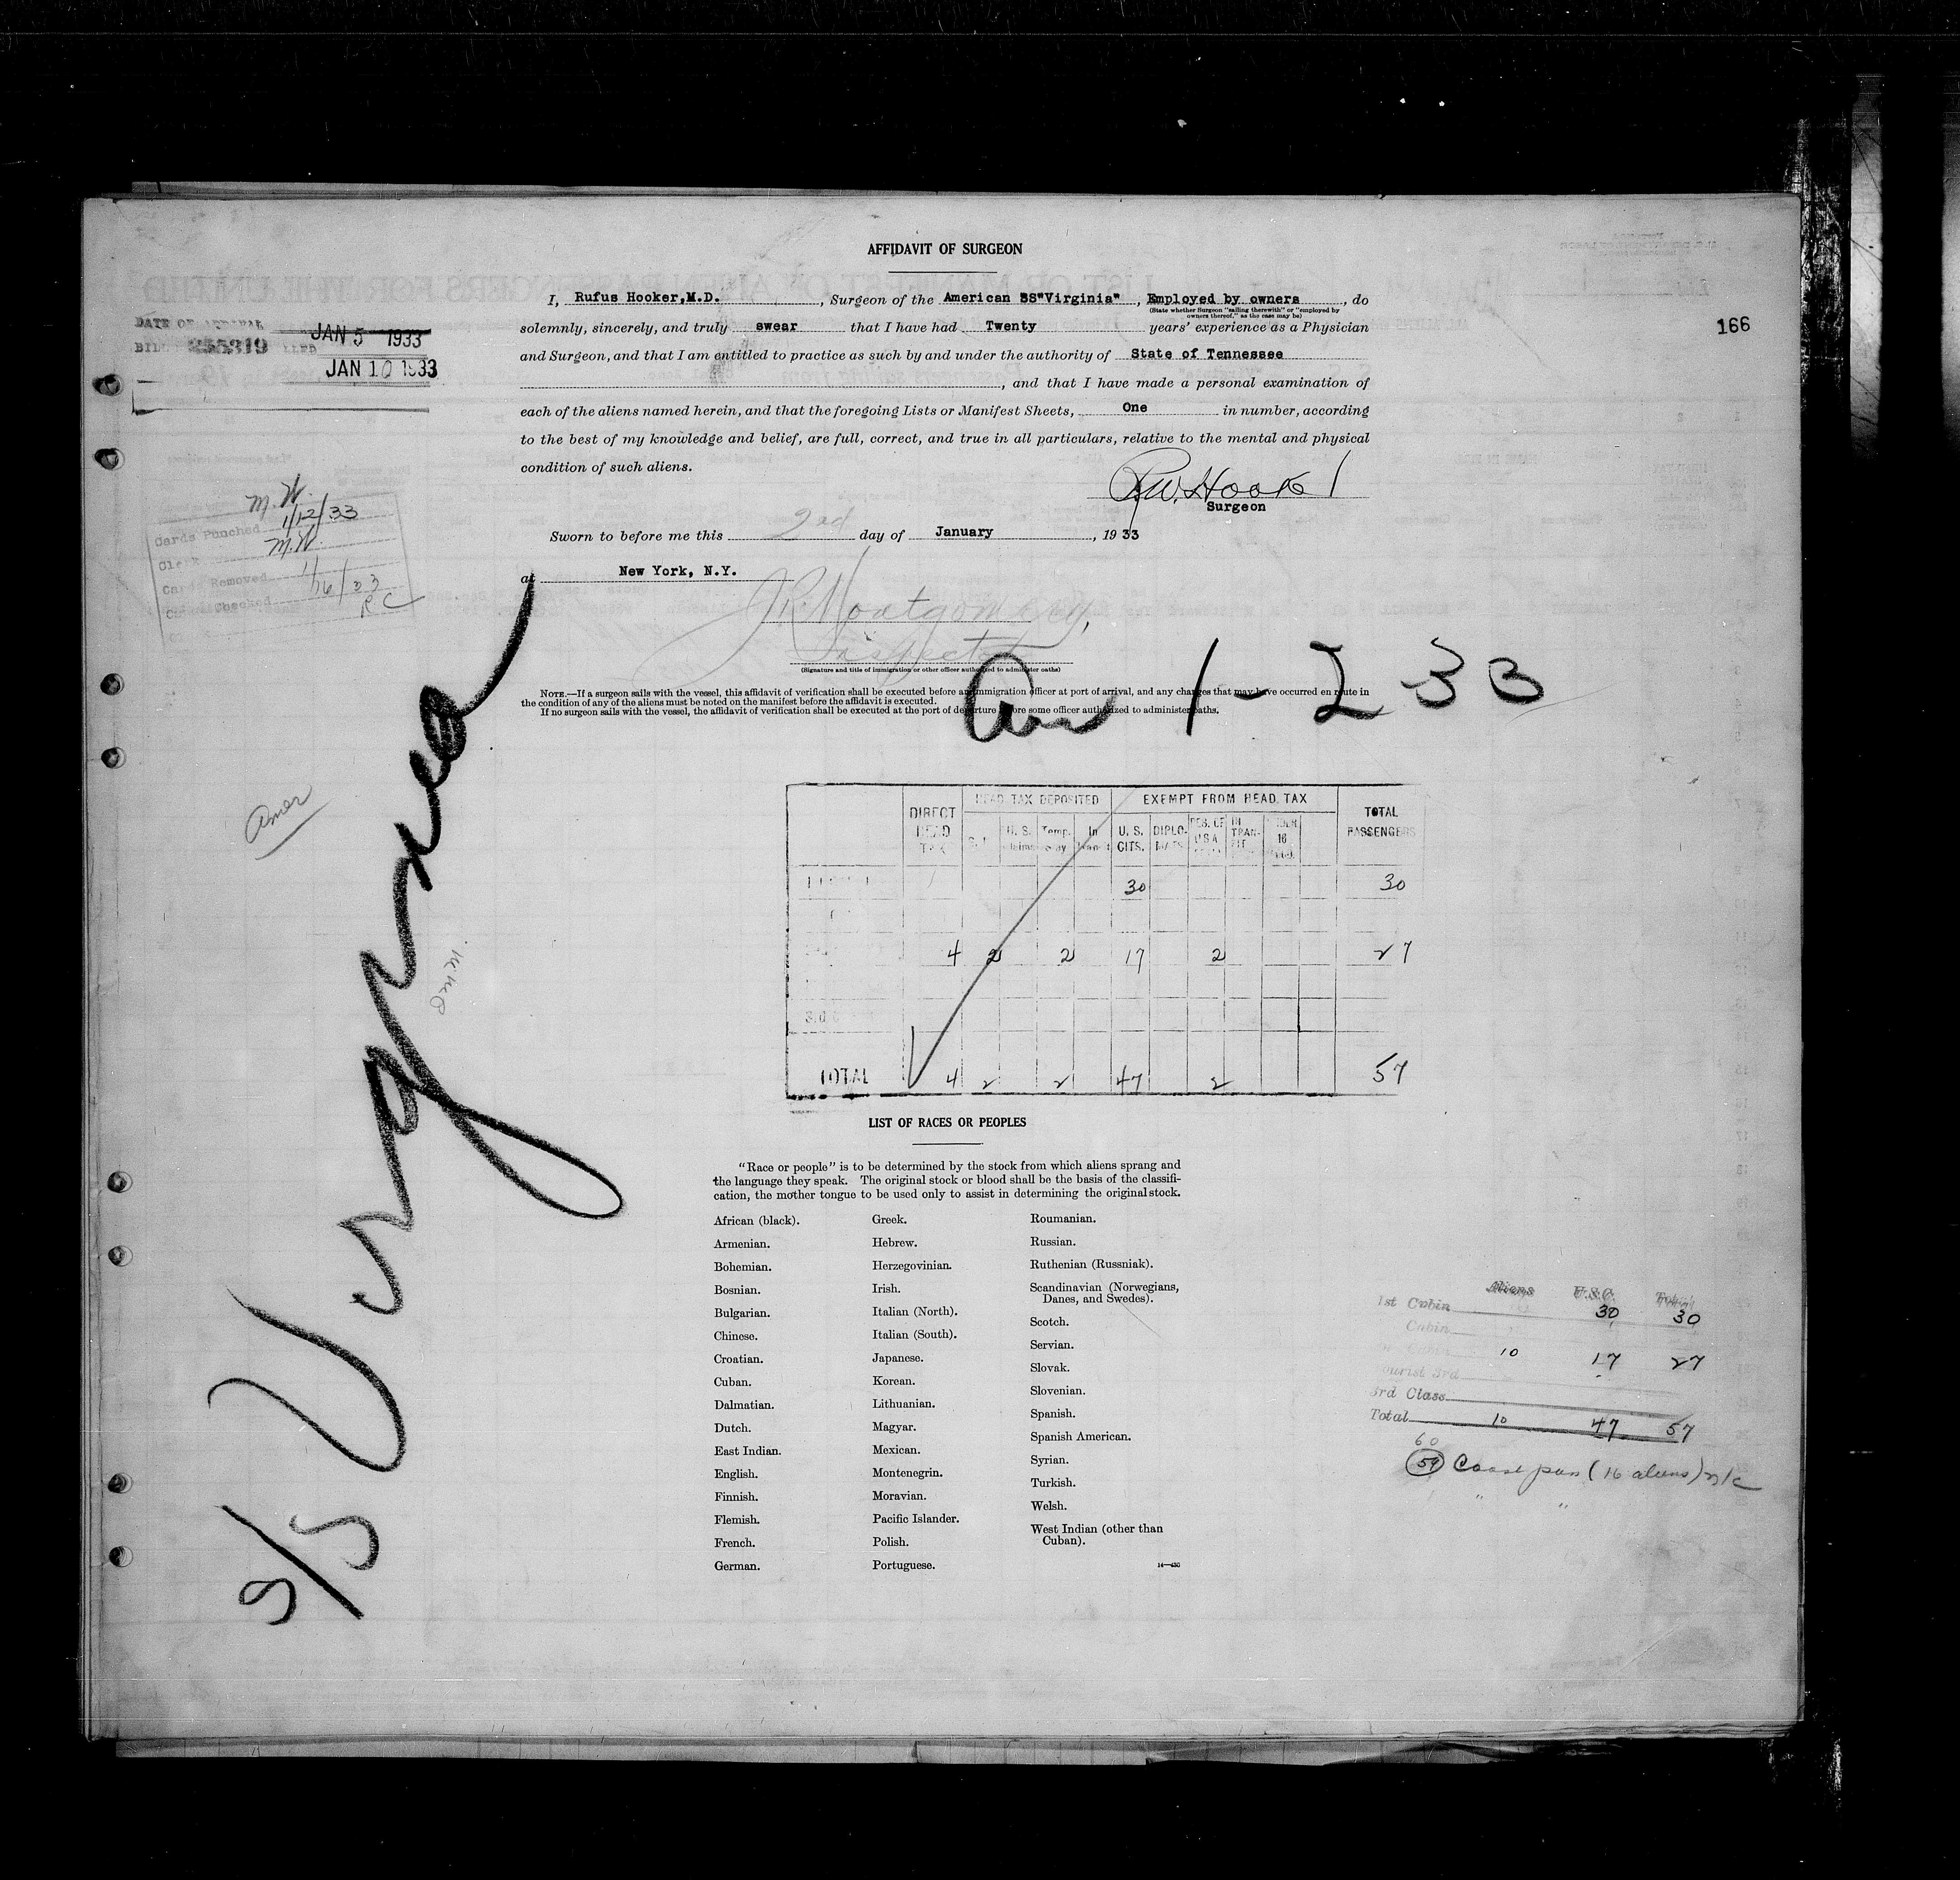 AFFIDAVIT OF SURGEON
I, Rufus Hooker,M.D. , Surgeon of the American SS"Virginia" , Employed by owners , do
(State whether Surgeon "sailing therewith" or "employed by
owners thereof," as the case may be)
solemnly, sincerely, and truly swear that I have had Twenty years' experience as a Physician
and Surgeon, and that I am entitled to practice as such by and under the authority of State of Tennessee
, and that I have made a personal examination of
each of the aliens named herein, and that the foregoing Lists or Manifest Sheets, One in number, according
to the best of my knowledge and belief, are full, correct, and true in all particulars, relative to the mental and physical
condition of such aliens.
R.W. Hooker
Surgeon
Sworn to before me this 2nd day of January , 1933
at New York, N.Y.
J.R. Montgomery,
Inspector
(Signature and title of immigration or other officer authorized to administer oaths)
NOTE.—If a surgeon sails with the vessel, this affidavit of verification shall be executed before an immigration officer at port of arrival, and any changes that may have occurred en route in
the condition of any of the aliens must be noted on the manifest before the affidavit is executed.
If no surgeon sails with the vessel, the affidavit of verification shall be executed at the port of departure before some officer authorized to administer oaths.
166
DATE OF ARRIVAL JAN 5 1933
BILL 255319
JAN 10 1933
M.W.
Cards Punched 1/12/33
Clerk M.W.
Cards Removed 1/16/33
Checked RC
Arr 1-2 33
Amer
S/S Virginia
DIRECT HEAD TAX
HEAD TAX DEPOSITED
EXEMPT FROM HEAD TAX
TOTAL PASSENGERS
U. S. CITS.
30 30
4 2 2 17 2 27
TOTAL 4 2 2 47 2 57
LIST OF RACES OR PEOPLES
"Race or people" is to be determined by the stock from which aliens sprang and
the language they speak. The original stock or blood shall be the basis of the classifi-
cation, the mother tongue to be used only to assist in determining the original stock.
African (black).
Armenian.
Bohemian.
Bosnian.
Bulgarian.
Chinese.
Croatian.
Cuban.
Dalmatian.
Dutch.
East Indian.
English.
Finnish.
Flemish.
French.
German.
Greek.
Hebrew.
Herzegovinian.
Irish.
Italian (North).
Italian (South).
Japanese.
Korean.
Lithuanian.
Magyar.
Mexican.
Montenegrin.
Moravian.
Pacific Islander.
Polish.
Portuguese.
Roumanian.
Russian.
Ruthenian (Russniak).
Scandinavian (Norwegians,
Danes, and Swedes).
Scotch.
Servian.
Slovak.
Slovenian.
Spanish.
Spanish American.
Syrian.
Turkish.
Welsh.
West Indian (other than
Cuban).
Aliens U.S.C. Total
1st Cabin 30 30
Cabin
10 17 27
Tourist 3rd
3rd Class
Total 10 47 57
60
59 Coast pass (16 aliens)